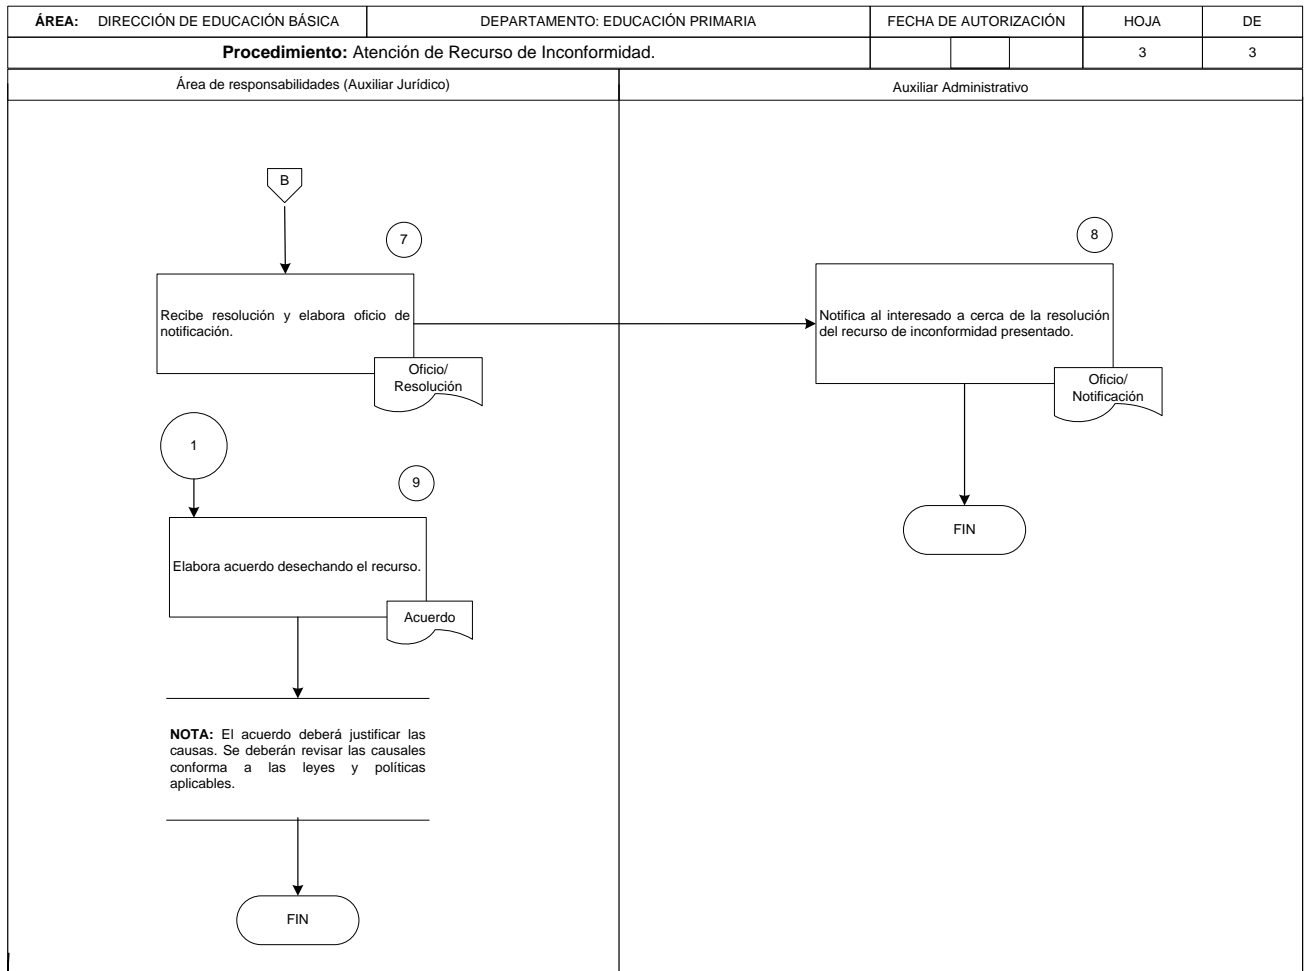 ÁREA: DIRECCIÓN DE EDUCACIÓN BÁSICA
DEPARTAMENTO: EDUCACIÓN PRIMARIA
FECHA DE AUTORIZACIÓN
HOJA
DE
Procedimiento: Atención de Recurso de Inconformidad.
3
3
Área de responsabilidades (Auxiliar Jurídico)
Auxiliar Administrativo
B
7
Recibe resolución y elabora oficio de
notificación.
Oficio/
Resolución
8
Notifica al interesado a cerca de la resolución
del recurso de inconformidad presentado.
Oficio/
Notificación
FIN
1
9
Elabora acuerdo desechando el recurso.
Acuerdo
NOTA: El acuerdo deberá justificar las
causas. Se deberán revisar las causales
conforma a las leyes y políticas
aplicables.
FIN